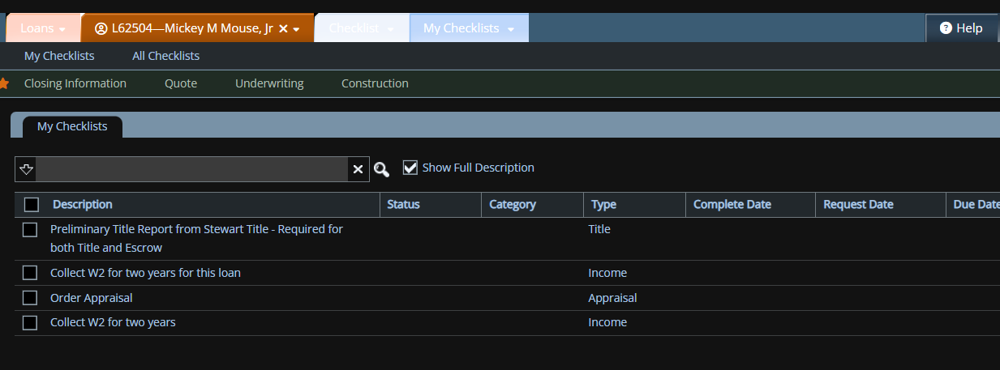 Loans L62504—Mickey M Mouse, Jr Checklist My Checklists Help
My Checklists All Checklists
Closing Information Quote Underwriting Construction
My Checklists
Show Full Description
Description Status Category Type Complete Date Request Date Due Date
Preliminary Title Report from Stewart Title - Required for Title
both Title and Escrow
Collect W2 for two years for this loan Income
Order Appraisal Appraisal
Collect W2 for two years Income